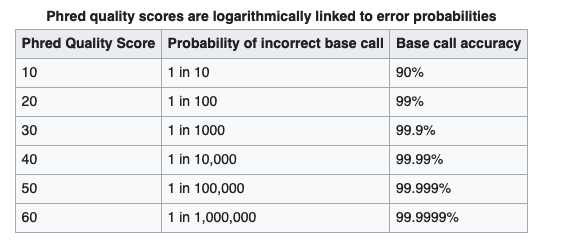 Phred quality scores are logarithmically linked to error probabilities
Phred Quality Score Probability of incorrect base call Base call accuracy
10 1 in 10 90%
20 1 in 100 99%
30 1 in 1000 99.9%
40 1 in 10,000 99.99%
50 1 in 100,000 99.999%
60 1 in 1,000,000 99.9999%